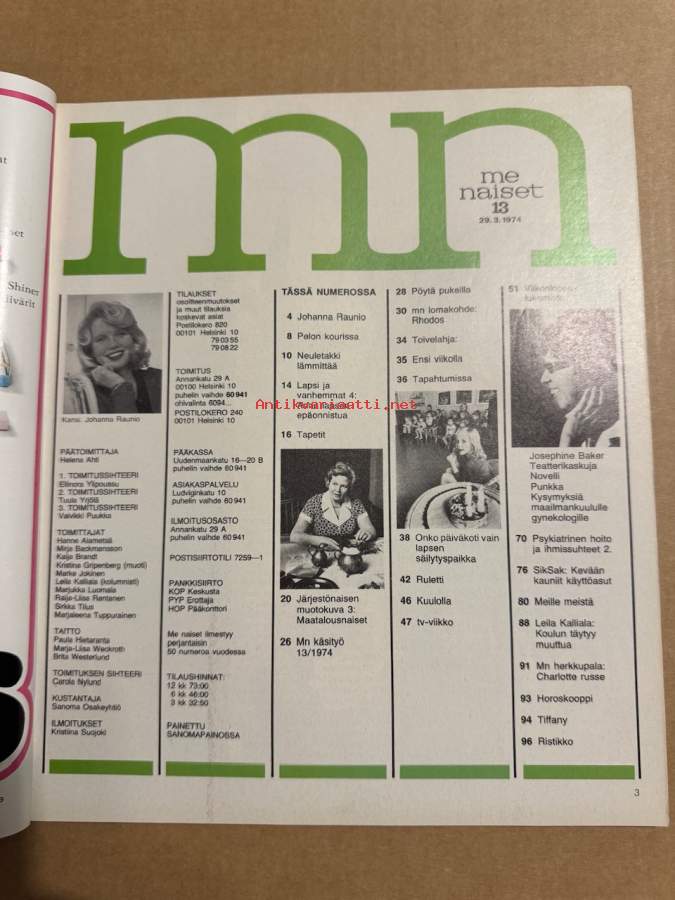 mn
me
naiset
13
29.3.1974
Kansi: Johanna Raunio
PÄÄTOIMITTAJA
Helena Ahti
1. TOIMITUSSIHTEERI
Ellinora Ylipoussu
2. TOIMITUSSIHTEERI
Tuula Yrjölä
3. TOIMITUSSIHTEERI
Vaivikki Puukka
TOIMITTAJAT
Hanne Alametsä
Mirja Backmansson
Kaija Brandt
Kristina Gripenberg (muoti)
Marke Jokinen
Leila Kalliala (kolumnisti)
Marjukka Luomala
Raija-Liisa Rantanen
Sirkka Tilus
Marjaleena Tuppurainen
TAITTO
Paula Hietaranta
Marja-Liisa Weckroth
Brita Westerlund
TOIMITUKSEN SIHTEERI
Carola Nylund
KUSTANTAJA
Sanoma Osakeyhtiö
ILMOITUKSET
Kristiina Suojoki
TILAUKSET
osoitteenmuutokset
ja muut tilauksia
koskevat asiat
Postilokero 820
00101 Helsinki 10
79 03 55
79 08 22
TOIMITUS
Annankatu 29 A
00100 Helsinki 10
puhelin vaihde 60 941
ohivalinta 6094...
POSTILOKERO 240
00101 Helsinki 10
PÄÄKASSA
Uudenmaankatu 16—20 B
puhelin vaihde 60 941
ASIAKASPALVELU
Ludviginkatu 10
puhelin vaihde 60 941
ILMOITUSOSASTO
Annankatu 29 A
puhelin vaihde 60 941
POSTISIIRTOTILI 7259—1
PANKKISIIRTO
KOP Keskusta
PYP Erottaja
HOP Pääkonttori
Me naiset ilmestyy
perjantaisin
50 numeroa vuodessa
TILAUSHINNAT:
12 kk 73:00
6 kk 46:00
3 kk 32:50
PAINETTU
SANOMAPAINOSSA
TÄSSÄ NUMEROSSA
4 Johanna Raunio
8 Pelon kourissa
10 Neuletakki
lämmittää
14 Lapsi ja
vanhemmat 4:
epäonnistua
16 Tapetit
20 Järjestönaisen
muotokuva 3:
Maatalousnaiset
26 Mn käsityö
13/1974
28 Pöytä pukeilla
30 mn lomakohde:
Rhodos
34 Toivelahja:
35 Ensi viikolla
36 Tapahtumissa
38 Onko päiväkoti vain
lapsen
säilytyspaikka
42 Ruletti
46 Kuulolla
47 tv-viikko
51 Viikonlopun
lukemista
Josephine Baker
Teatterikaskuja
Novelli
Punkka
Kysymyksiä
maailmankuululle
gynekologille
70 Psykiatrinen hoito
ja ihmissuhteet 2.
76 SikSak: Kevään
kauniit käyttöasut
80 Meille meistä
88 Leila Kalliala:
Koulun täytyy
muuttua
91 Mn herkkupala:
Charlotte russe
93 Horoskooppi
94 Tiffany
96 Ristikko
3
Antikvariaatti.net
Shiner